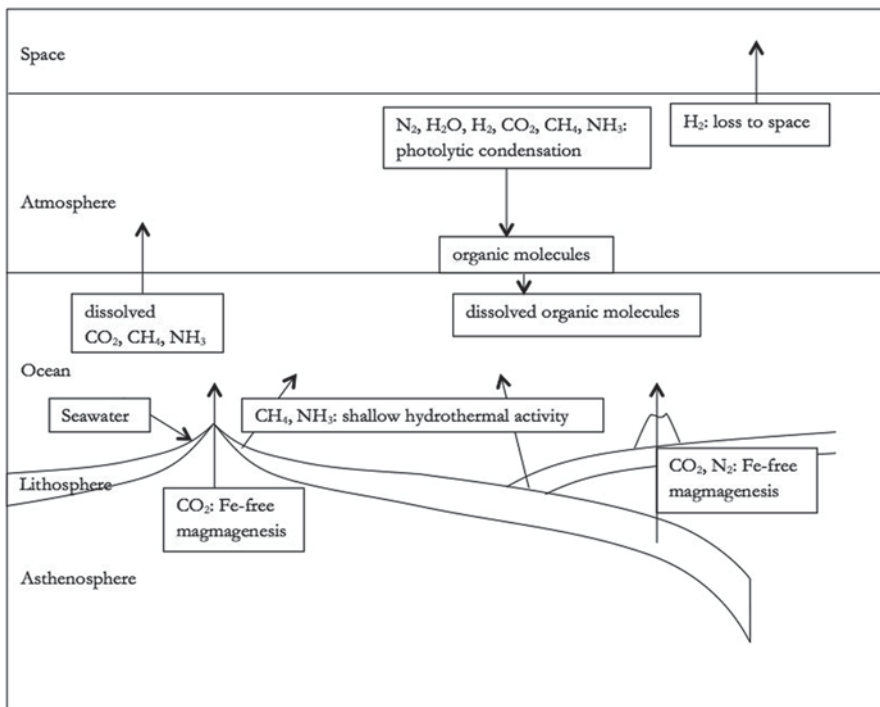 Space
N₂, H₂O, H₂, CO₂, CH₄, NH₃:
photolytic condensation
H₂: loss to space
Atmosphere
organic molecules
dissolved
CO₂, CH₄, NH₃
dissolved organic molecules
Ocean
Seawater
CH₄, NH₃: shallow hydrothermal activity
Lithosphere
CO₂: Fe-free
magmagenesis
CO₂, N₂: Fe-free
magmagenesis
Asthenosphere